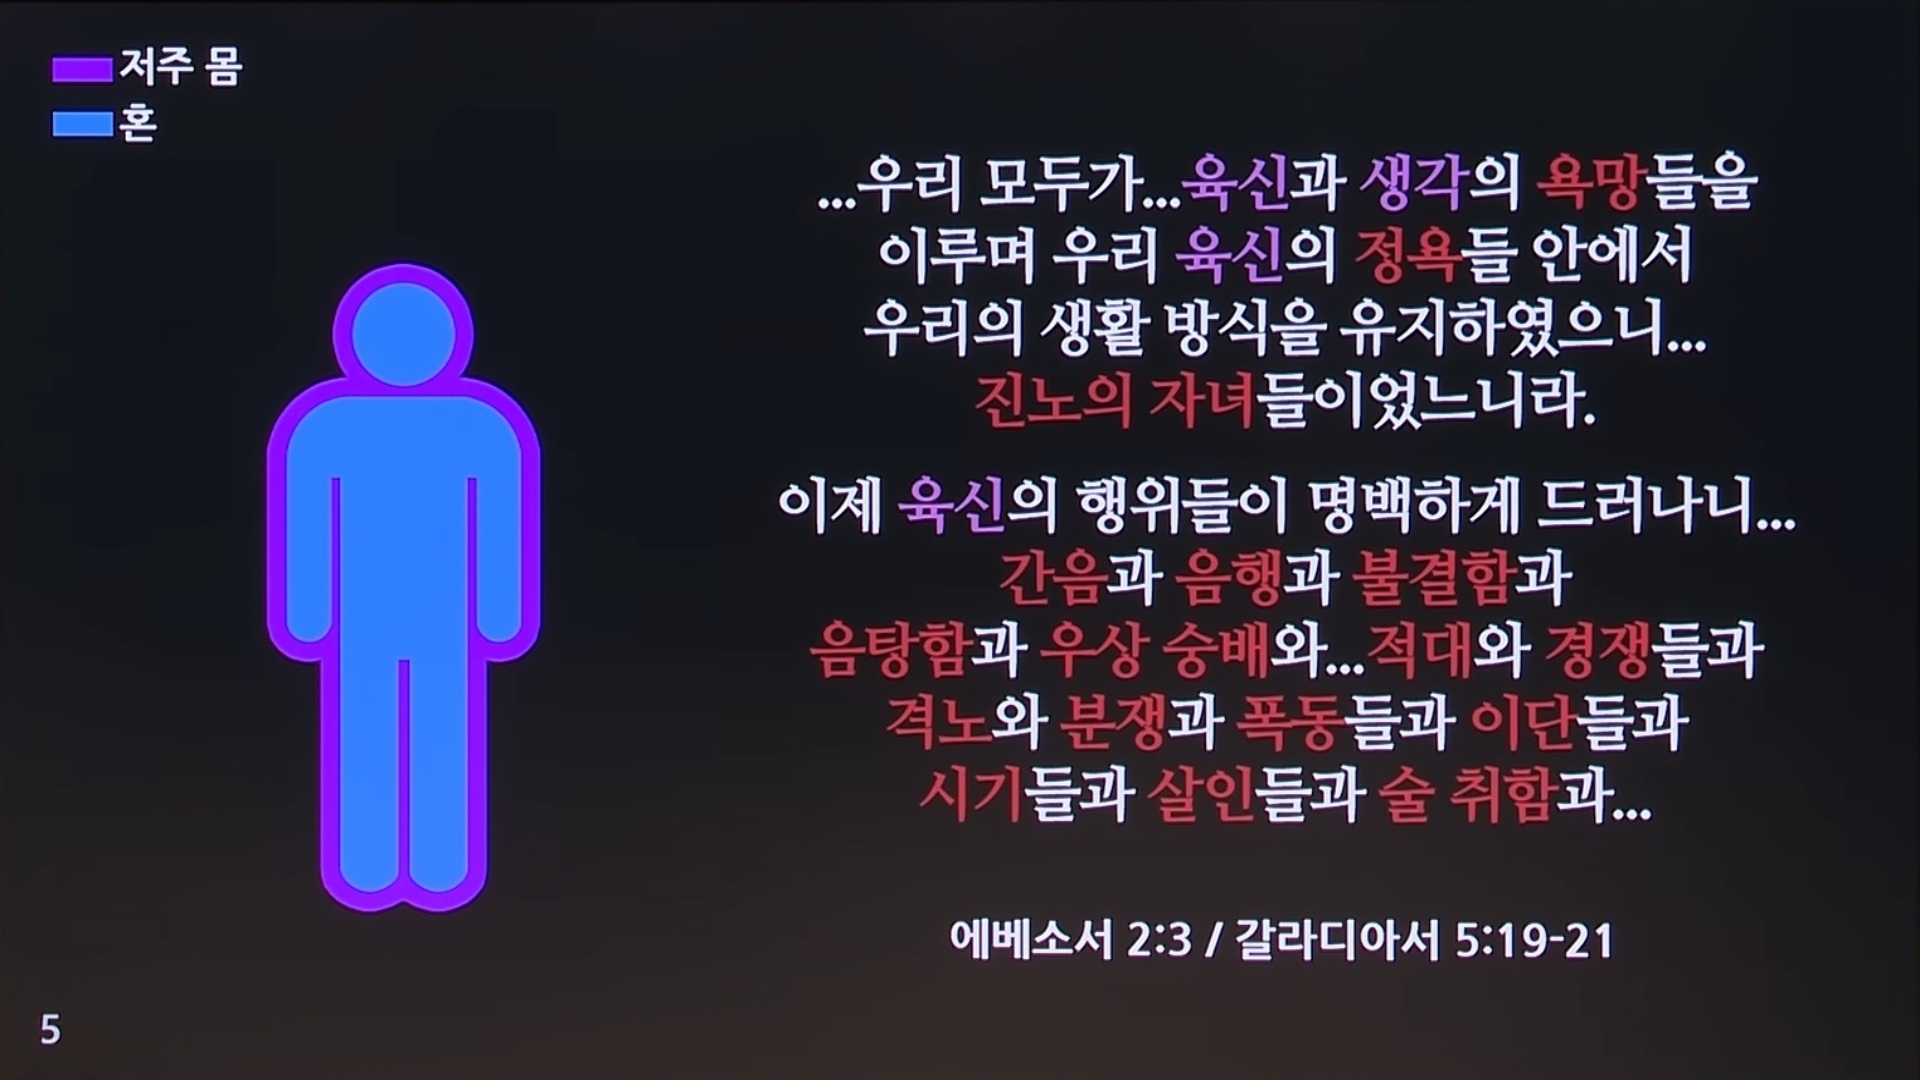 저주 몸
혼
...우리 모두가...육신과 생각의 욕망들을
이루며 우리 육신의 정욕들 안에서
우리의 생활 방식을 유지하였으니...
진노의 자녀들이었느니라.
이제 육신의 행위들이 명백하게 드러나니...
간음과 음행과 불결함과
음탕함과 우상 숭배와...적대와 경쟁들과
격노와 분쟁과 폭동들과 이단들과
시기들과 살인들과 술 취함과...
에베소서 2:3 / 갈라디아서 5:19-21
5